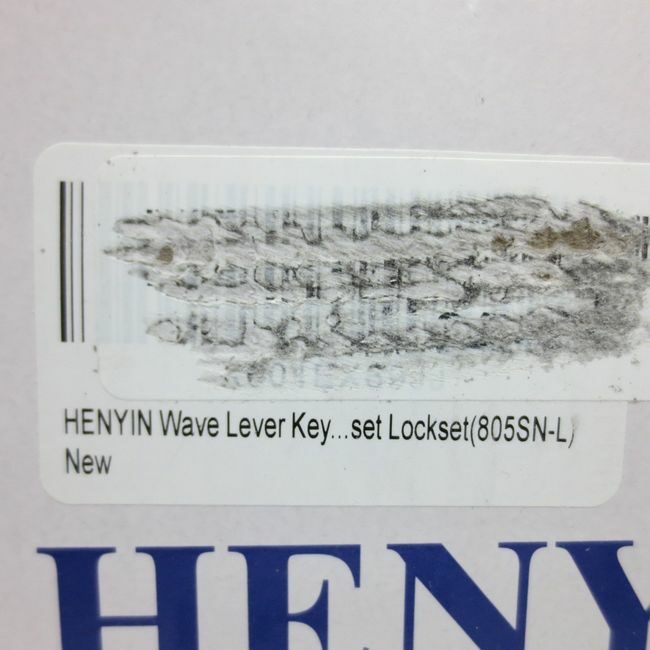 HENYIN Wave Lever Key...set Lockset(805SN-L)
New
HENY